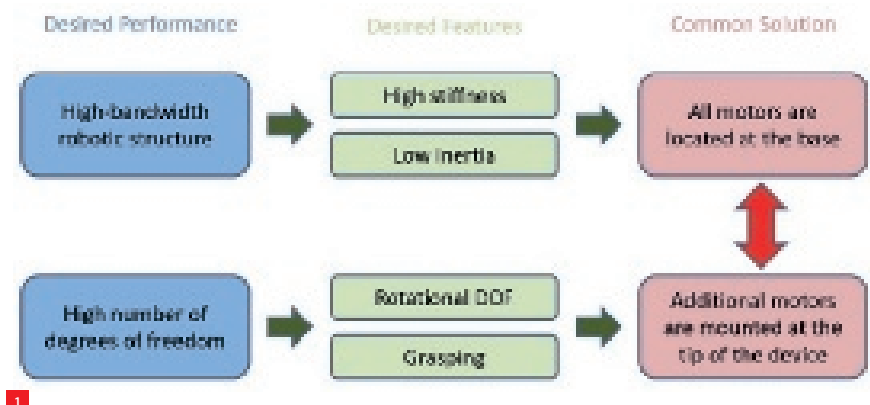 Desired Performance
Desired Features
Common Solution
High-bandwidth
robotic structure
High stiffness
Low Inertia
All motors are
located at the base
High number of
degrees of freedom
Rotational DOF
Grasping
Additional motors
are mounted at the
tip of the device
1